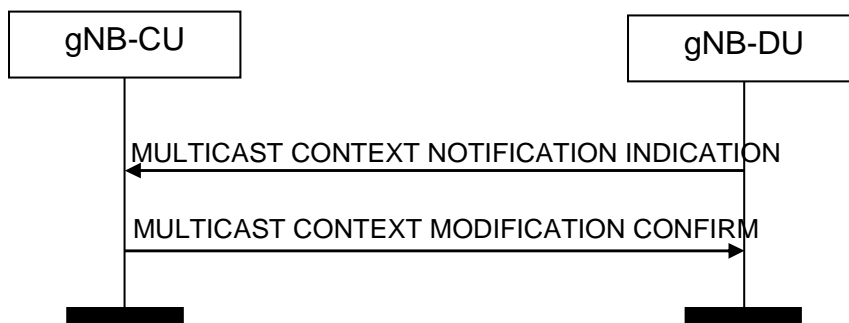 gNB-CU
gNB-DU
MULTICAST CONTEXT NOTIFICATION INDICATION
MULTICAST CONTEXT MODIFICATION CONFIRM